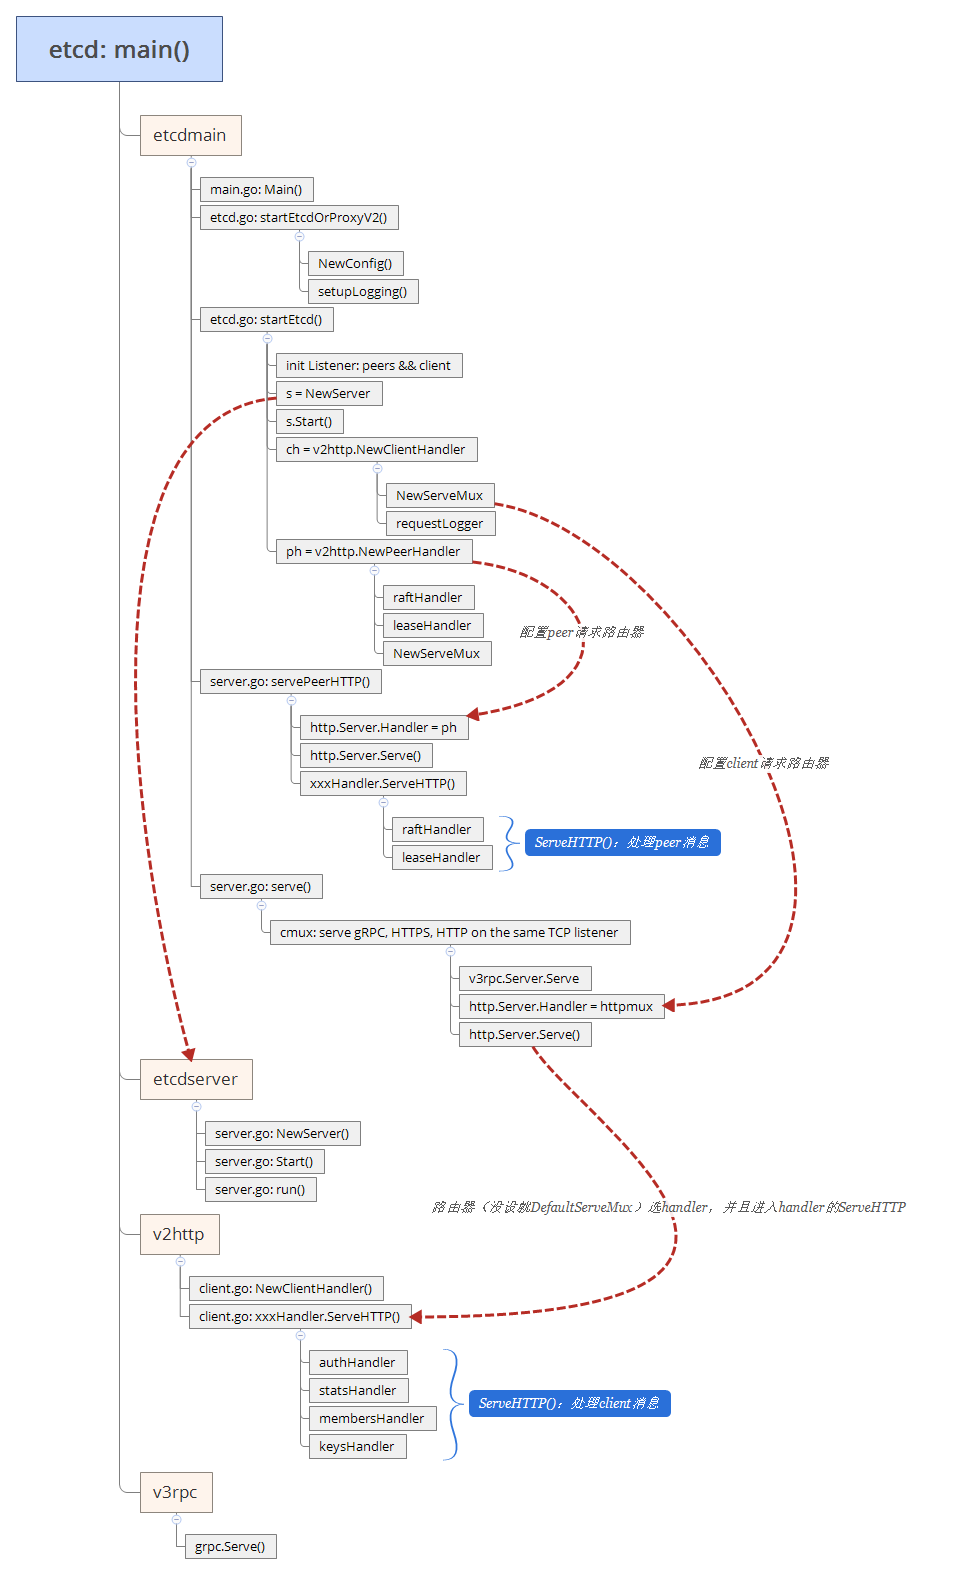 etcd: main()
etcdmain
main.go: Main()
etcd.go: startEtcdOrProxyV2()
NewConfig()
setupLogging()
etcd.go: startEtcd()
init Listener: peers && client
s = NewServer
s.Start()
ch = v2http.NewClientHandler
NewServeMux
requestLogger
ph = v2http.NewPeerHandler
raftHandler
leaseHandler
配置peer请求路由器
NewServeMux
server.go: servePeerHTTP()
http.Server.Handler = ph
http.Server.Serve()
配置client请求路由器
xxxHandler.ServeHTTP()
raftHandler
ServeHTTP()：处理peer消息
leaseHandler
server.go: serve()
cmux: serve gRPC, HTTPS, HTTP on the same TCP listener
v3rpc.Server.Serve
http.Server.Handler = httpmux
http.Server.Serve()
etcdserver
server.go: NewServer()
server.go: Start()
server.go: run()
路由器（没设就DefaultServeMux）选handler，并且进入handler的ServeHTTP
v2http
client.go: NewClientHandler()
client.go: xxxHandler.ServeHTTP()
authHandler
statsHandler
ServeHTTP()：处理client消息
membersHandler
keysHandler
v3rpc
grpc.Serve()